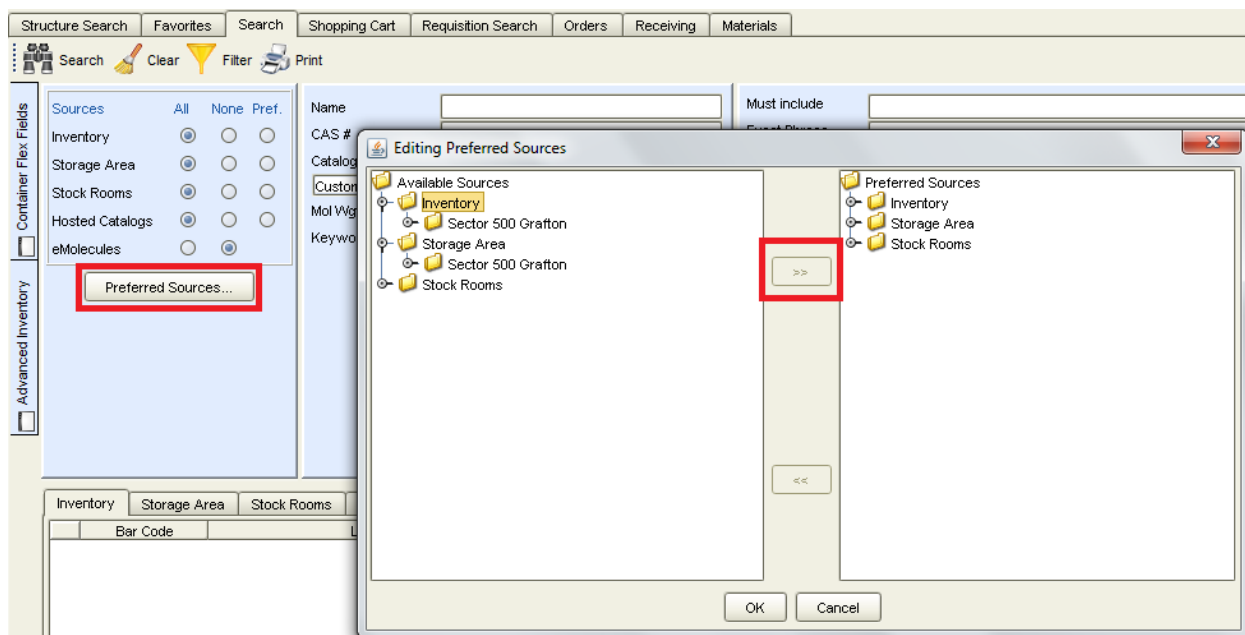 Structure Search Favorites Search Shopping Cart Requisition Search Orders Receiving Materials
Search Clear Filter Print
Container Flex Fields
Advanced Inventory
Sources All None Pref.
Inventory
Storage Area
Stock Rooms
Hosted Catalogs
eMolecules
Preferred Sources...
Name
CAS #
Catalog
Custom
Mol Wg
Keywo
Must include
Editing Preferred Sources
Available Sources
Inventory
Sector 500 Grafton
Storage Area
Sector 500 Grafton
Stock Rooms
>>
<<
Preferred Sources
Inventory
Storage Area
Stock Rooms
OK Cancel
Inventory Storage Area Stock Rooms
Bar Code L